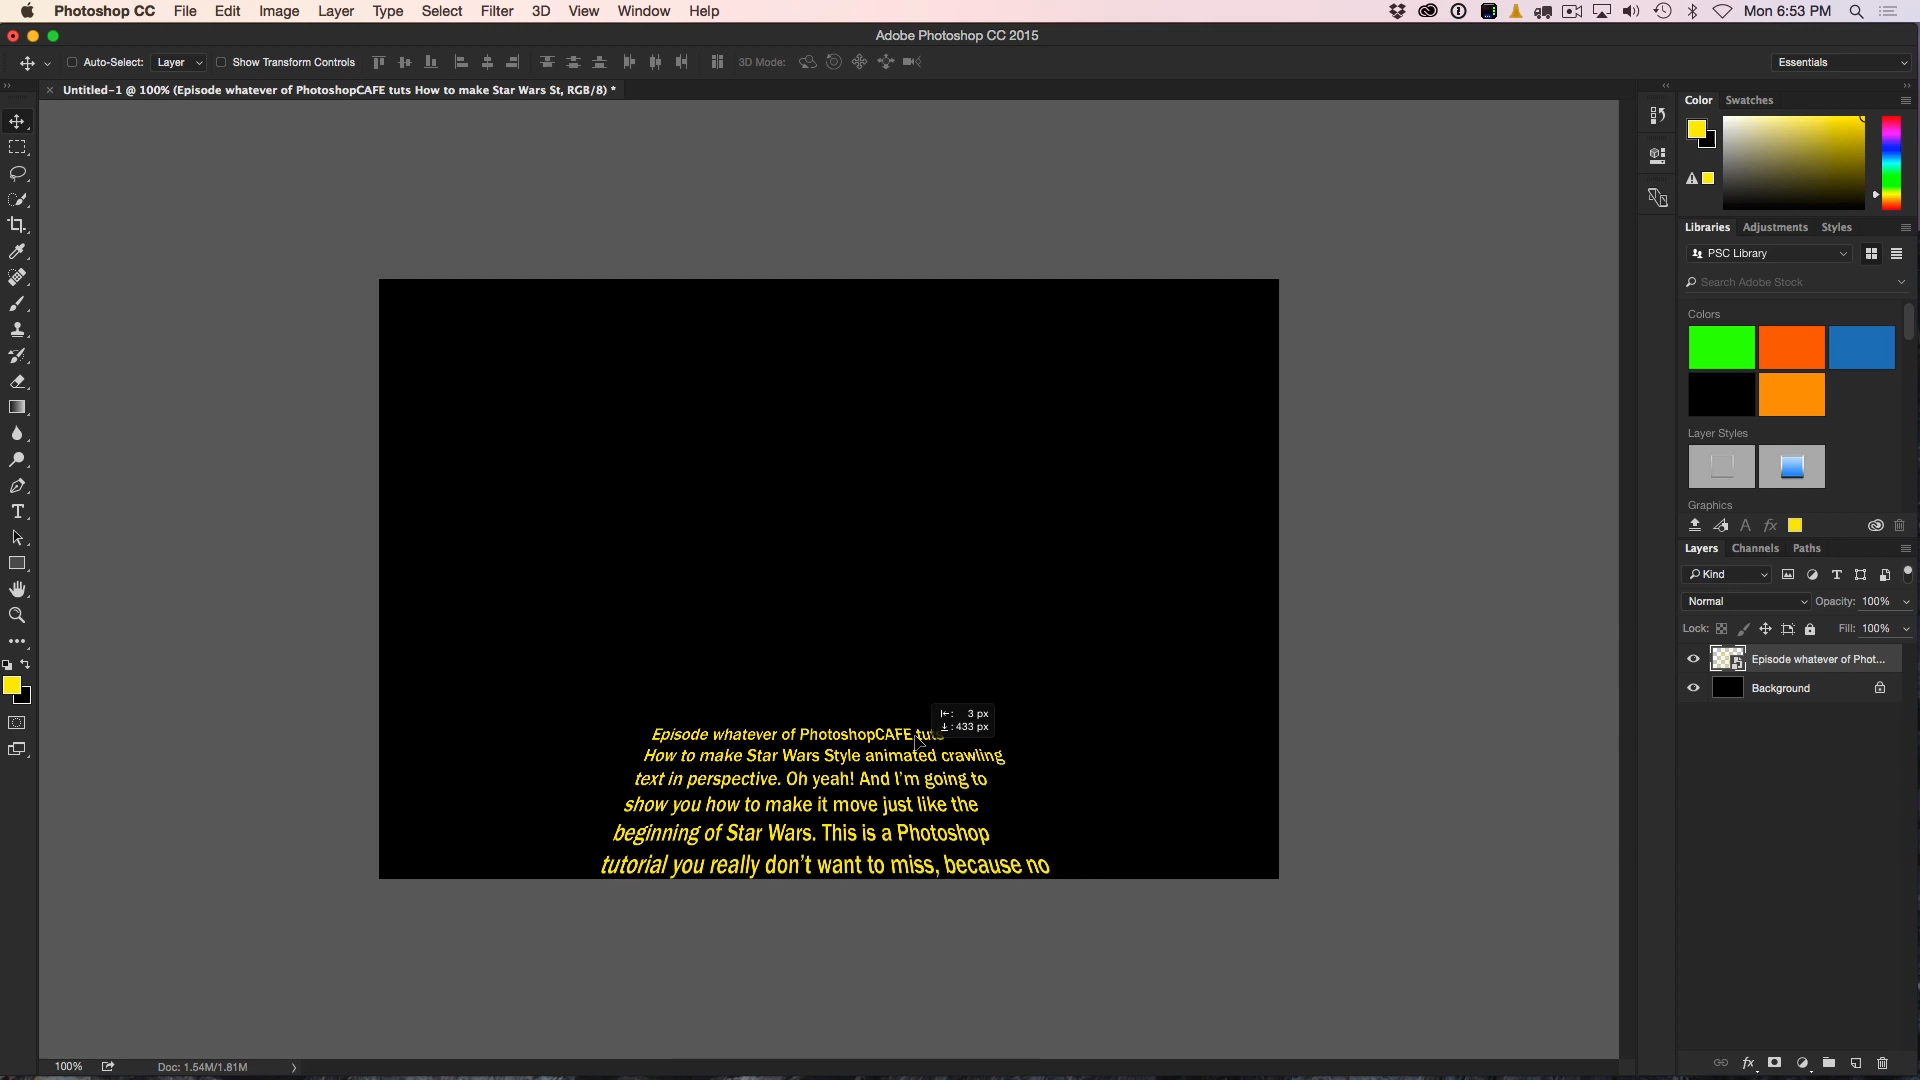 Photoshop CC File Edit Image Layer Type Select Filter 3D View Window Help Mon 6:53 PM
Adobe Photoshop CC 2015
Auto-Select: Layer Show Transform Controls 3D Mode: Essentials
Untitled-1 @ 100% (Episode whatever of PhotoshopCAFE tuts How to make Star Wars St, RGB/8) *
Color Swatches
Libraries Adjustments Styles
PSC Library
Search Adobe Stock
Colors
Layer Styles
Graphics
Layers Channels Paths
Kind
Normal Opacity: 100%
Lock: Fill: 100%
Episode whatever of Phot...
Background
3 px
: 433 px
Episode whatever of PhotoshopCAFE tuts
How to make Star Wars Style animated crawling
text in perspective. Oh yeah! And I'm going to
show you how to make it move just like the
beginning of Star Wars. This is a Photoshop
tutorial you really don't want to miss, because no
100% Doc: 1.54M/1.81M